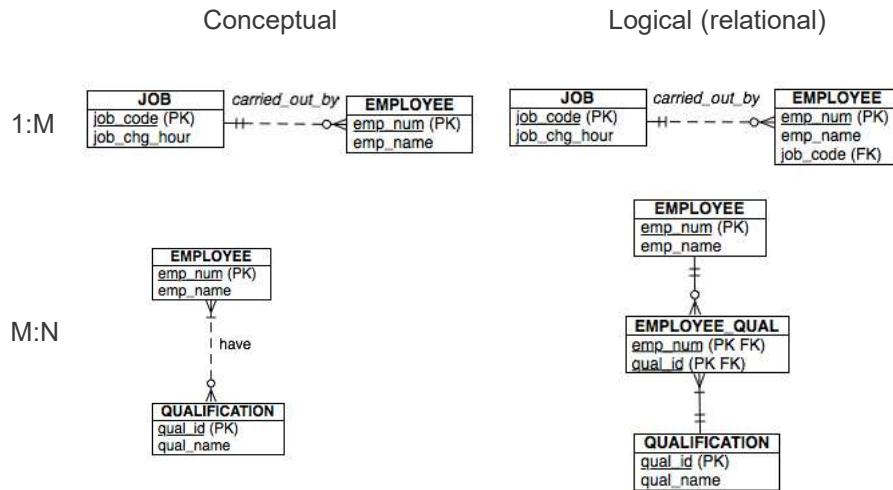 Conceptual
Logical (relational)
1:M
JOB
job_code (PK)
job_chg_hour
carried_out_by
EMPLOYEE
emp_num (PK)
emp_name
JOB
job_code (PK)
job_chg_hour
carried_out_by
EMPLOYEE
emp_num (PK)
emp_name
job_code (FK)
M:N
EMPLOYEE
emp_num (PK)
emp_name
have
QUALIFICATION
qual_id (PK)
qual_name
EMPLOYEE
emp_num (PK)
emp_name
EMPLOYEE_QUAL
emp_num (PK FK)
qual_id (PK FK)
QUALIFICATION
qual_id (PK)
qual_name